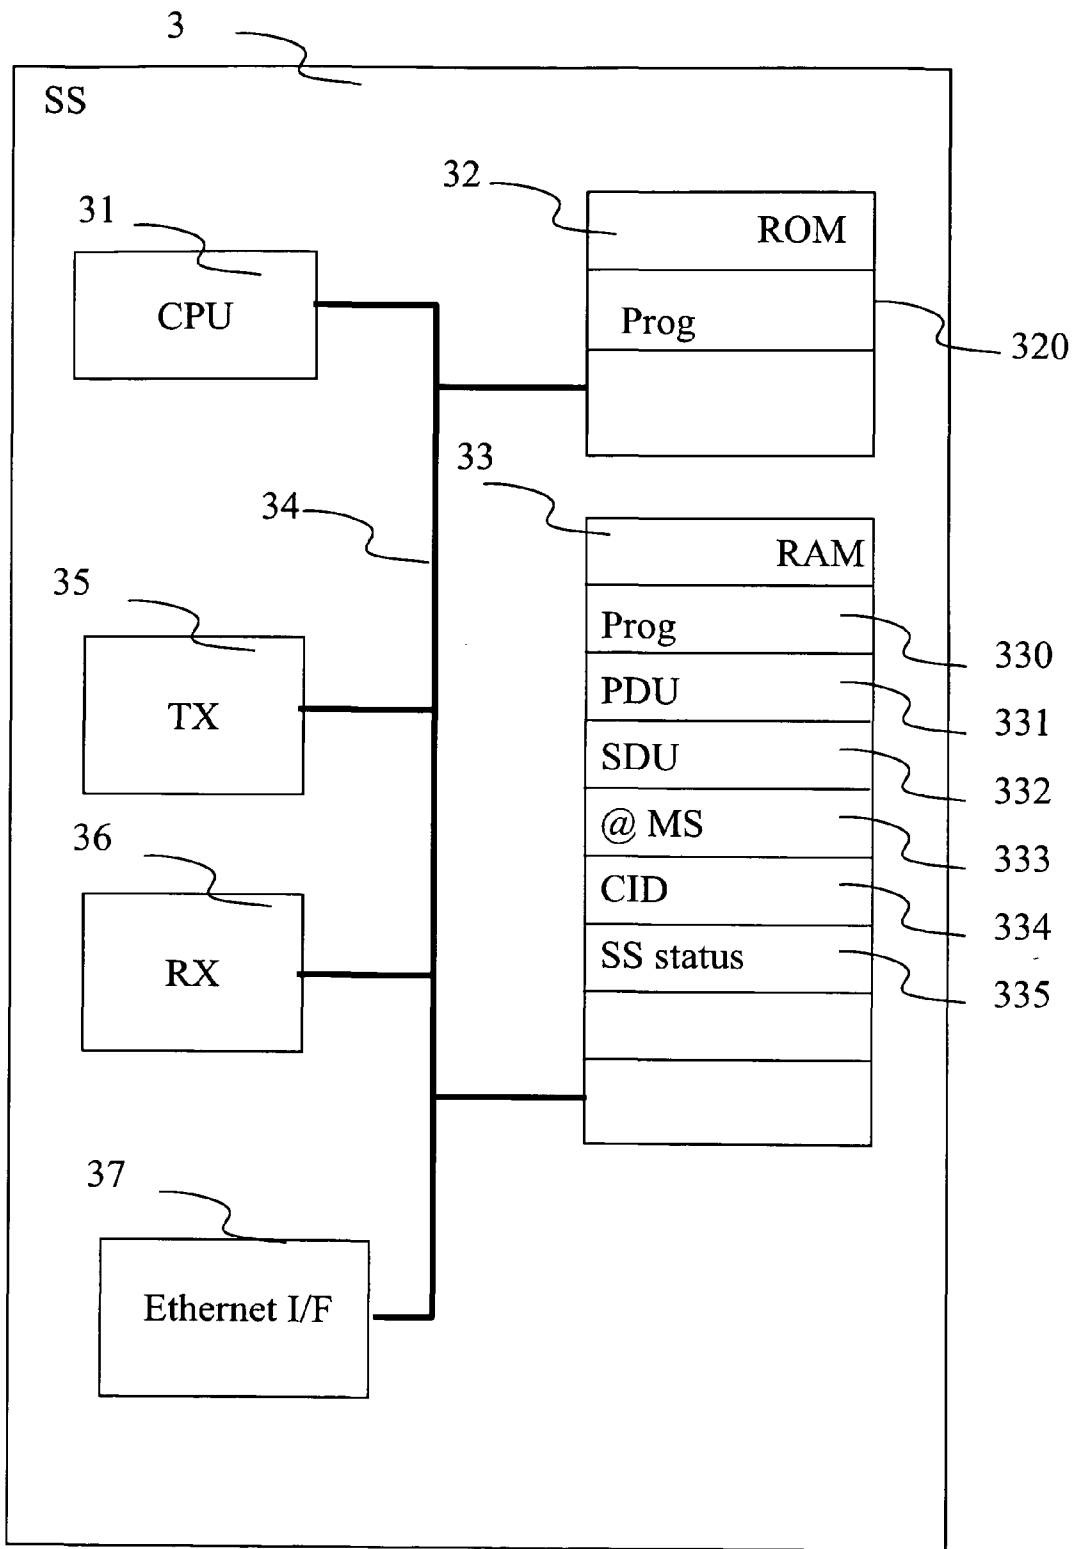 3
SS
31
CPU
32
ROM
Prog
320
33
34
RAM
35
Prog
330
TX
PDU
331
SDU
332
36
@ MS
333
RX
CID
334
SS status
335
37
Ethernet I/F